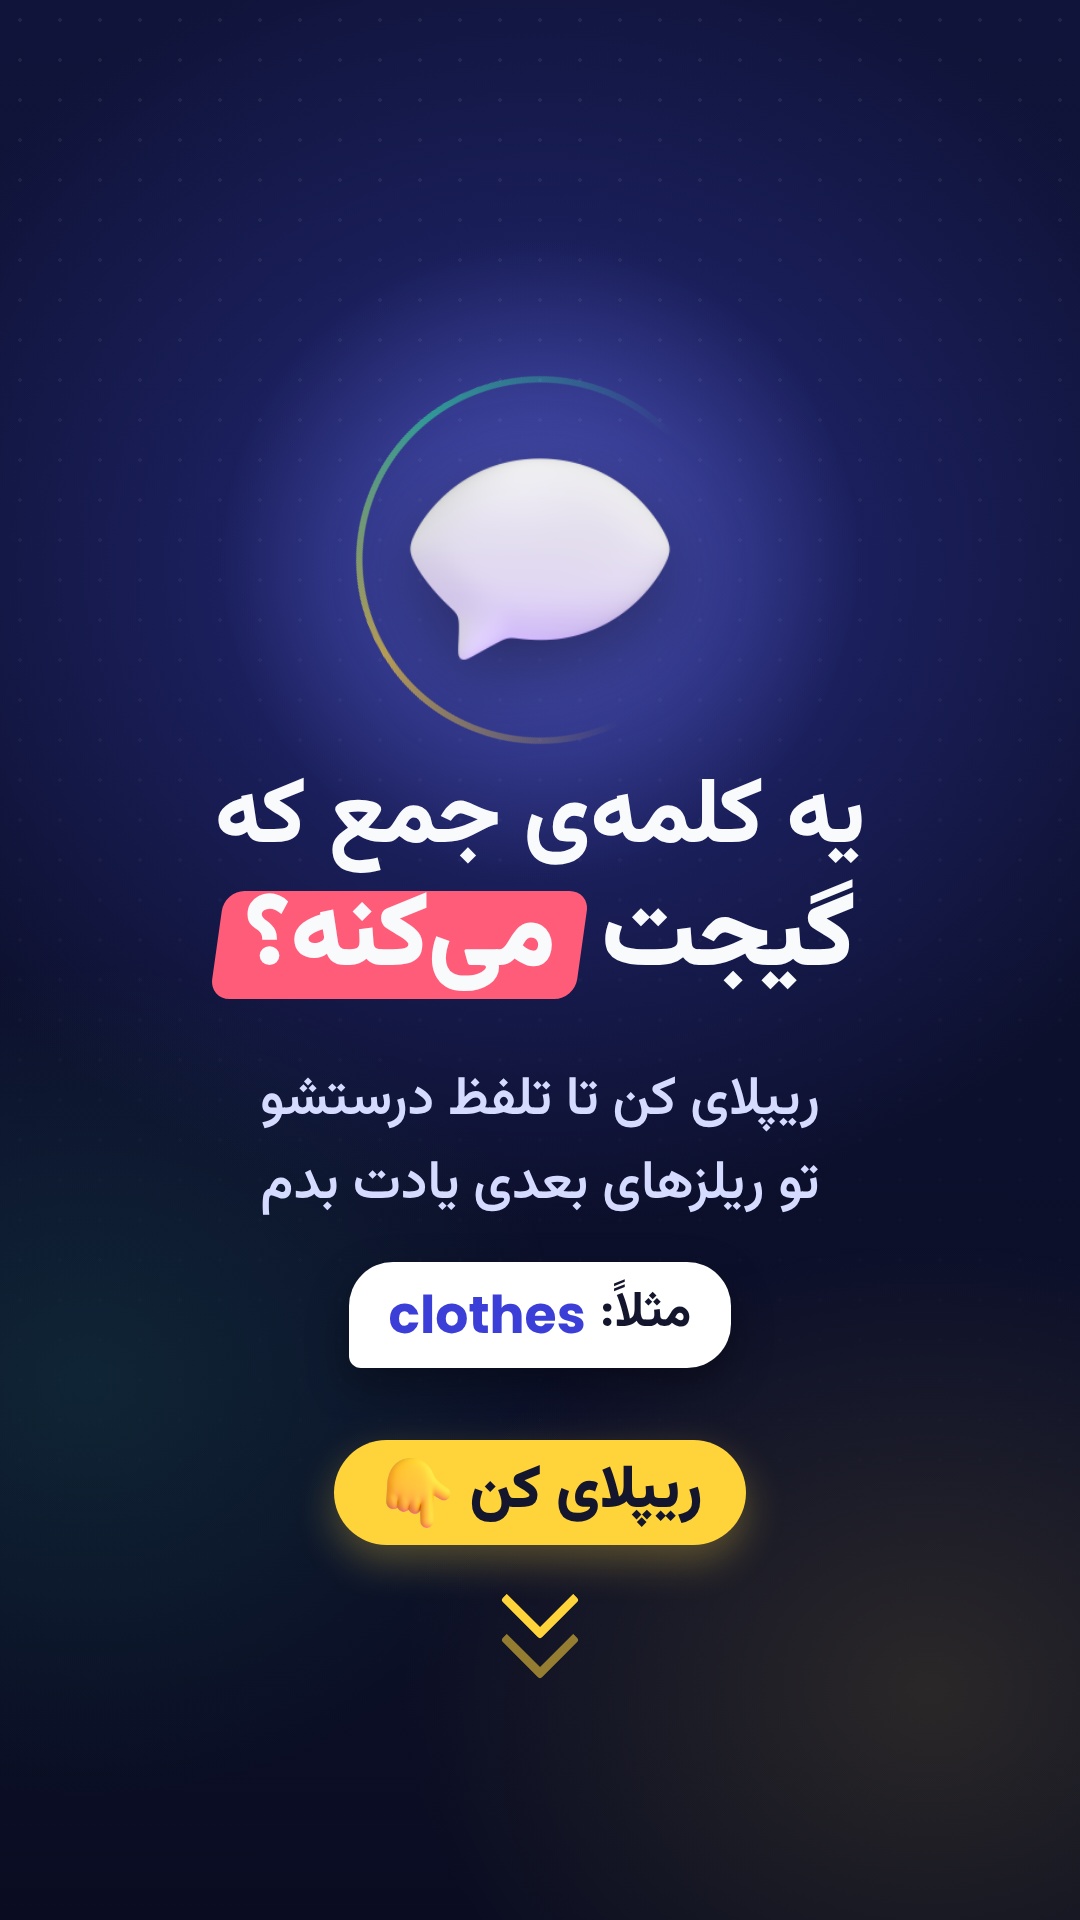 یه کلمه‌ی جمع که
گیجت می‌کنه؟
ریپلای کن تا تلفظ درستشو
تو ریلزهای بعدی یادت بدم
مثلاً: clothes
ریپلای کن 👇